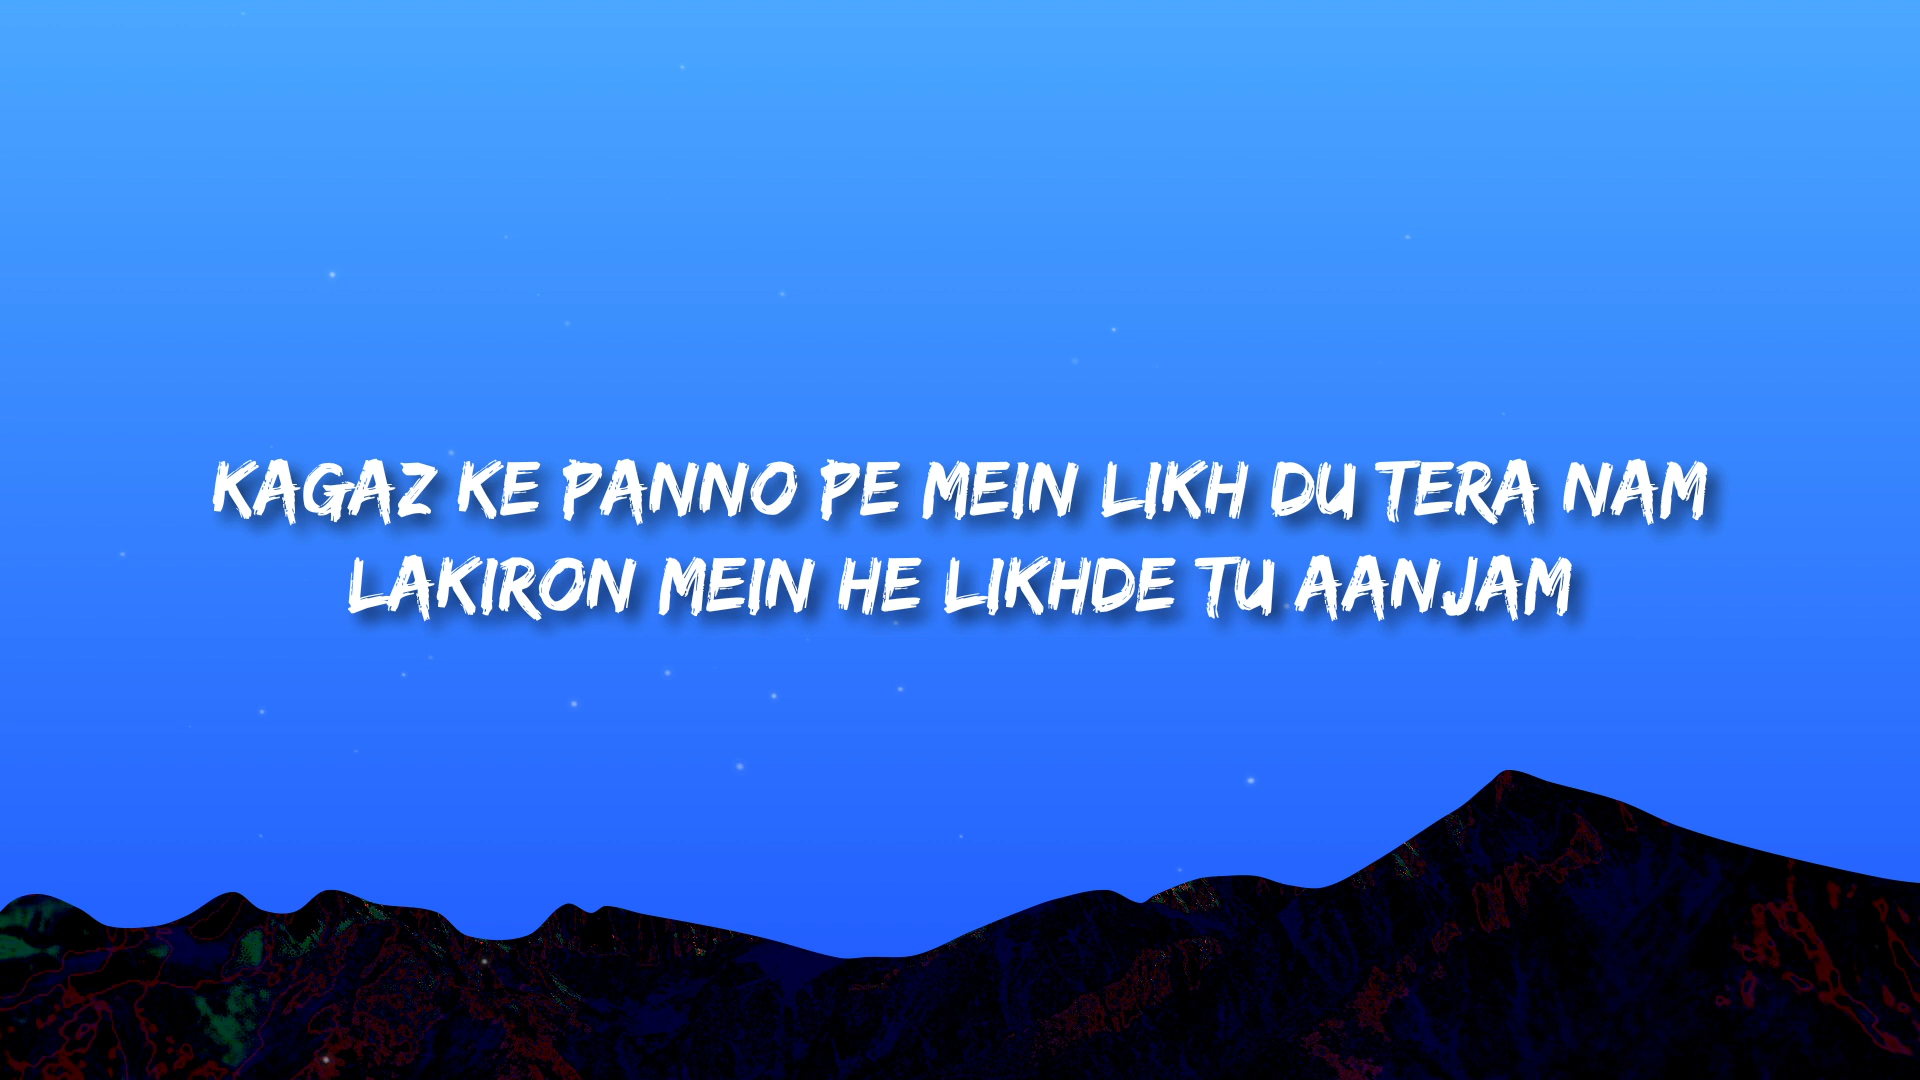 KAGAZ KE PANNO PE MEIN LIKH DU TERA NAM
LAKIRON MEIN HE LIKHDE TU AANJAM